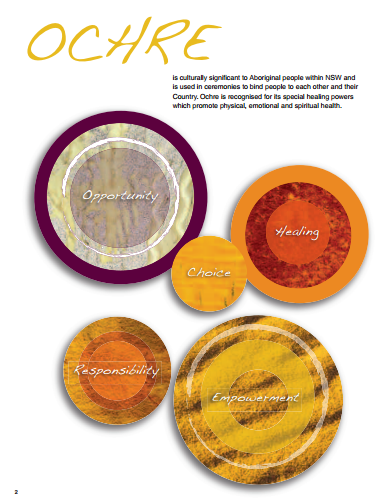 OCHRE
is culturally significant to Aboriginal people within NSW and
is used in ceremonies to bind people to each other and their
Country. Ochre is recognised for its special healing powers
which promote physical, emotional and spiritual health.
Opportunity
Healing
Choice
Responsibility
Empowerment
2